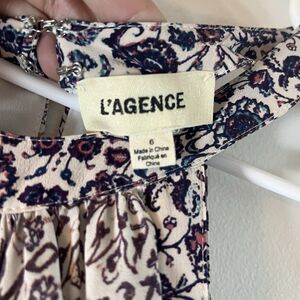 L'AGENCE
6
Made in China
Fabriqué en
Chine